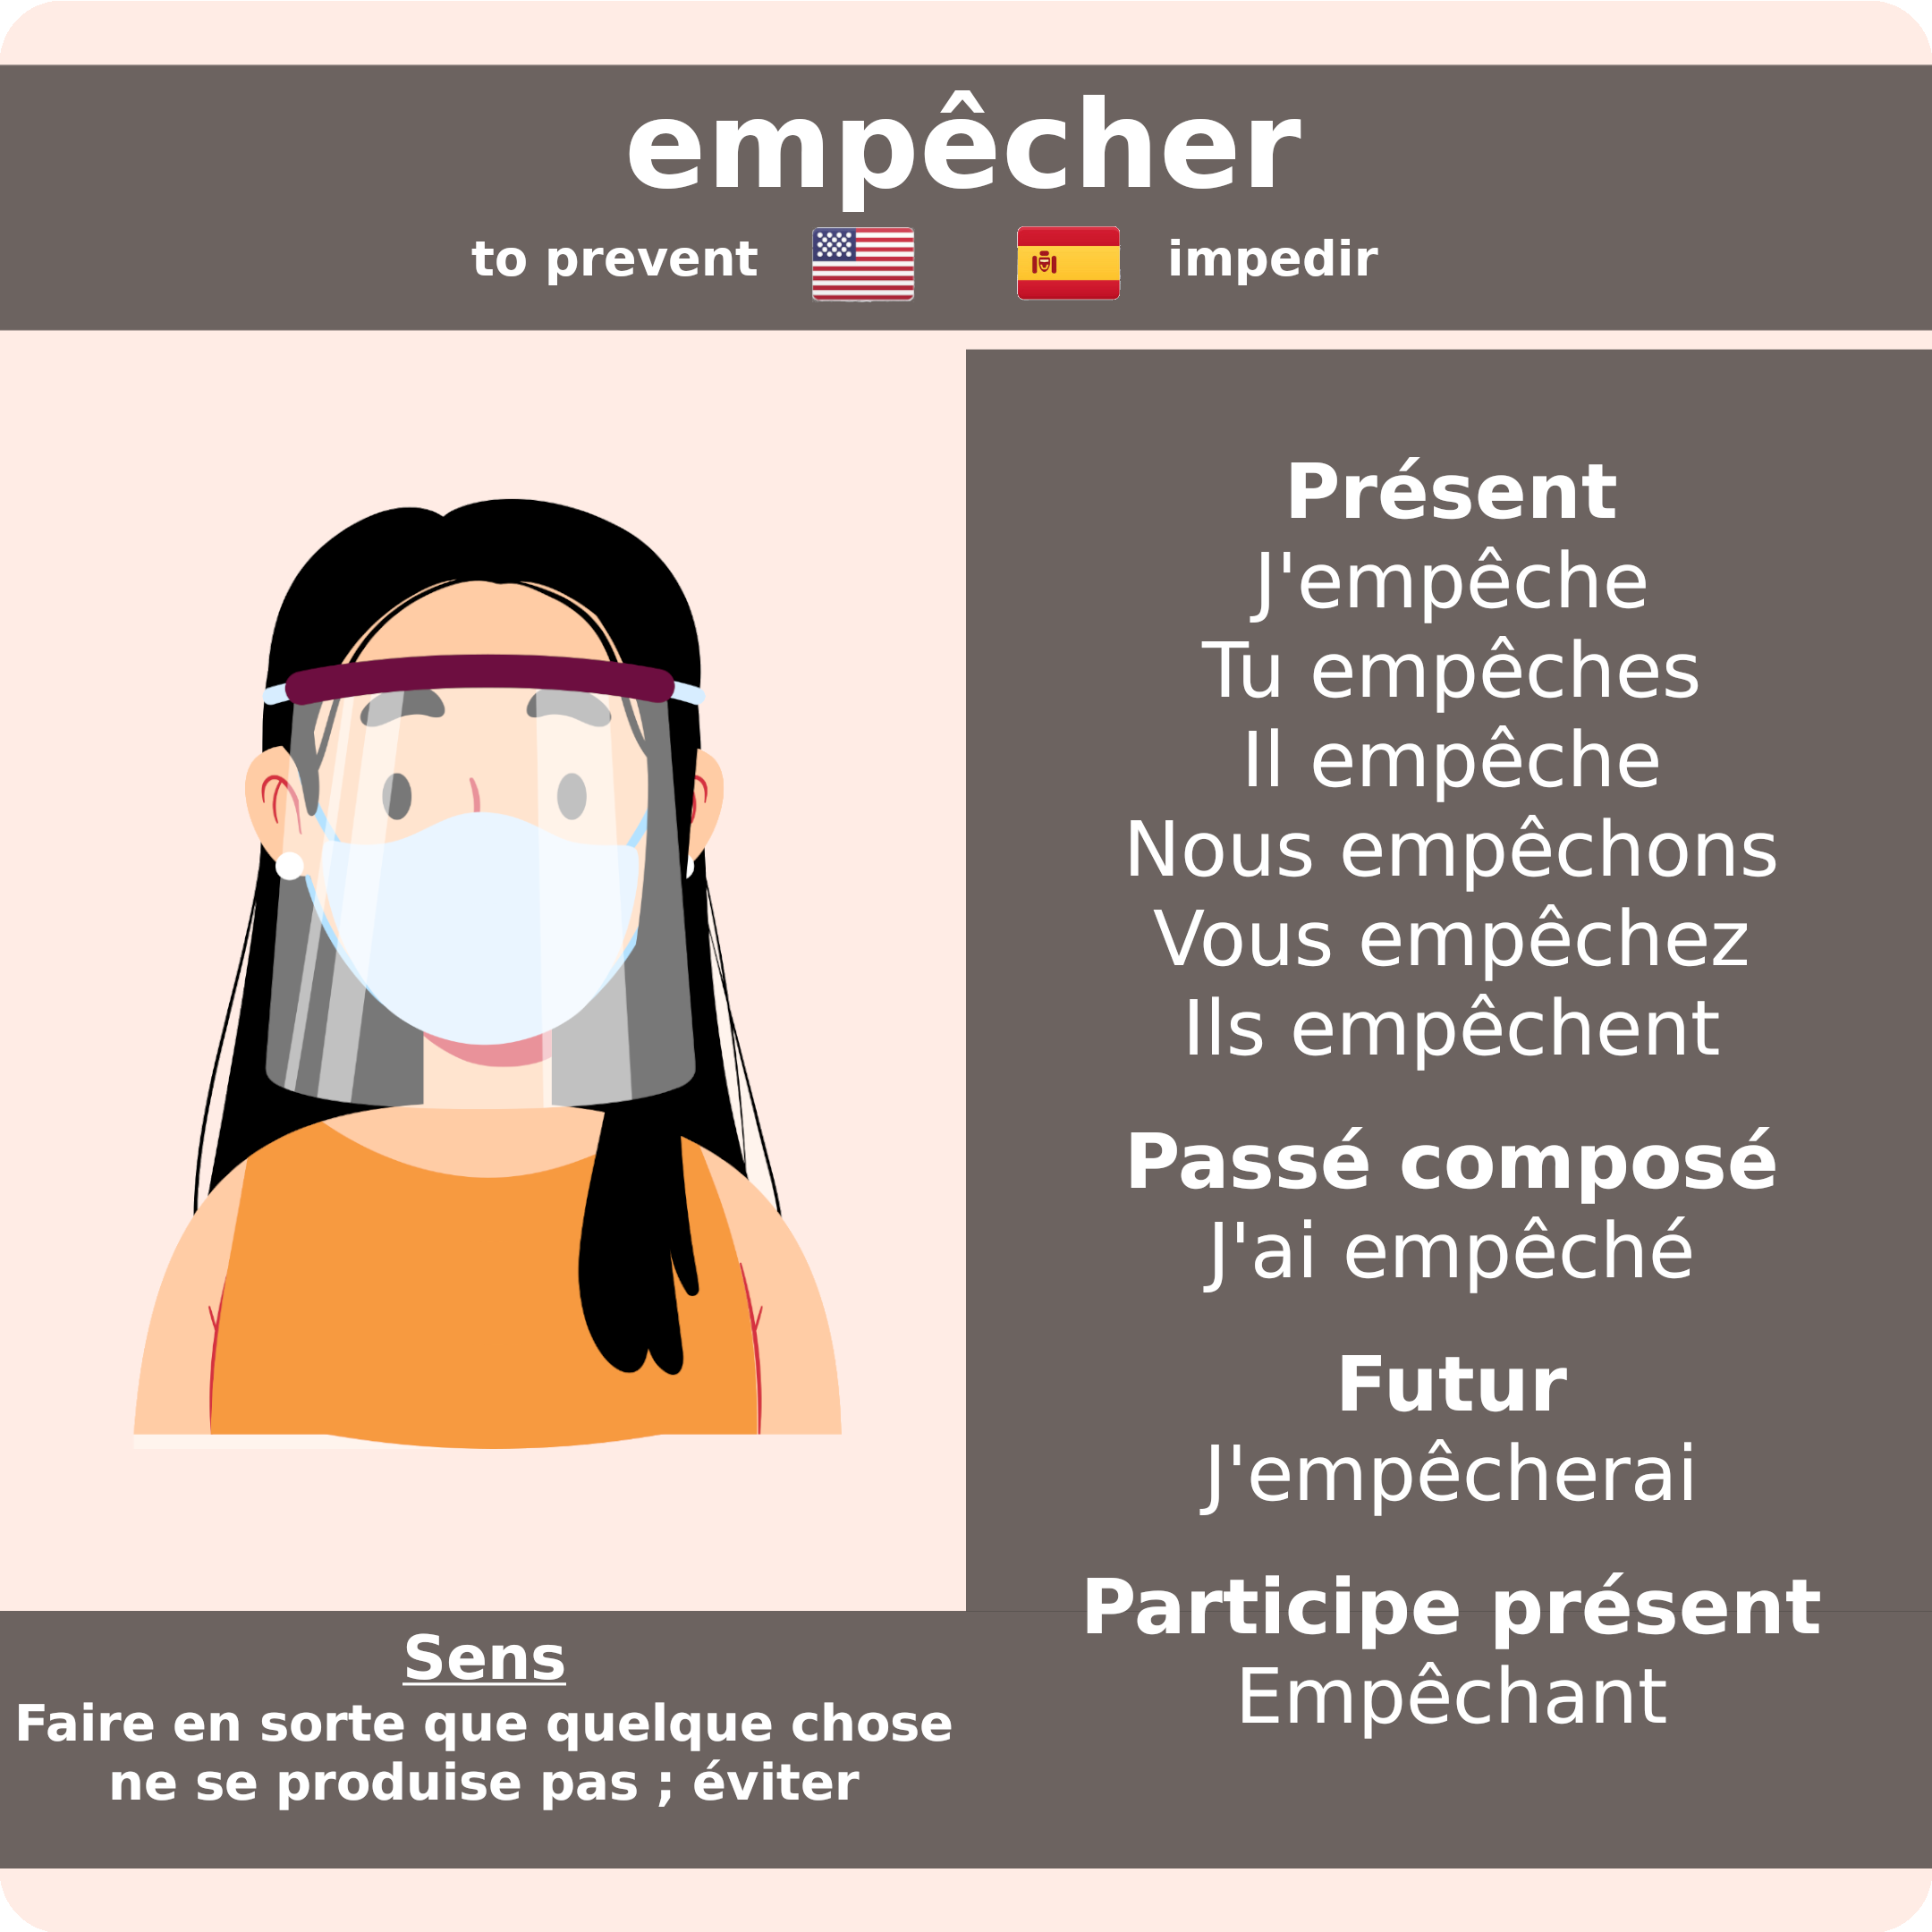 empêcher
to prevent impedir
Présent
J'empêche
Tu empêches
Il empêche
Nous empêchons
Vous empêchez
Ils empêchent
Passé composé
J'ai empêché
Futur
J'empêcherai
Participe présent
Empêchant
Sens
Faire en sorte que quelque chose
ne se produise pas ; éviter